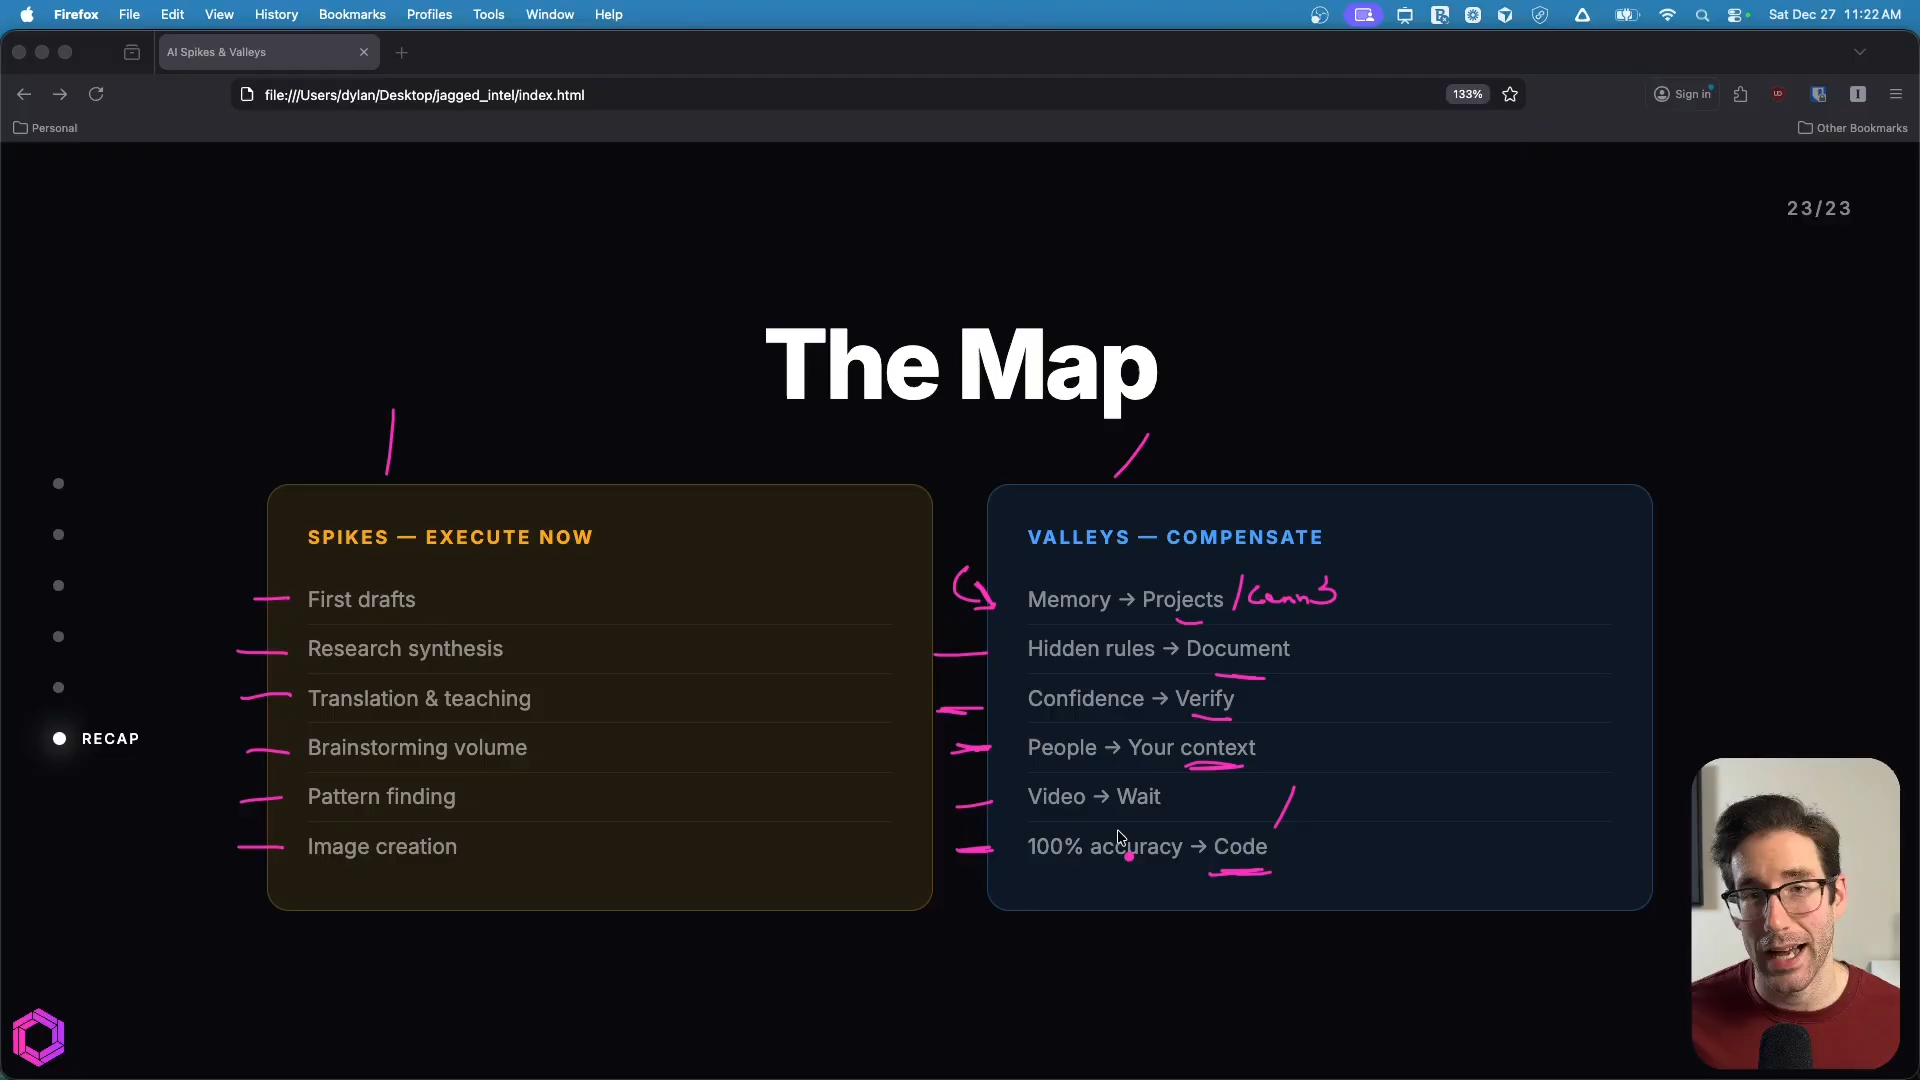 Firefox File Edit View History Bookmarks Profiles Tools Window Help Sat Dec 27 11:22 AM
AI Spikes & Valleys
file:///Users/dylan/Desktop/jagged_intel/index.html 133% Sign in
Personal Other Bookmarks
23/23
The Map
SPIKES — EXECUTE NOW
First drafts
Research synthesis
Translation & teaching
Brainstorming volume
Pattern finding
Image creation
VALLEYS — COMPENSATE
Memory → Projects /
Hidden rules → Document
Confidence → Verify
People → Your context
Video → Wait
100% accuracy → Code
RECAP